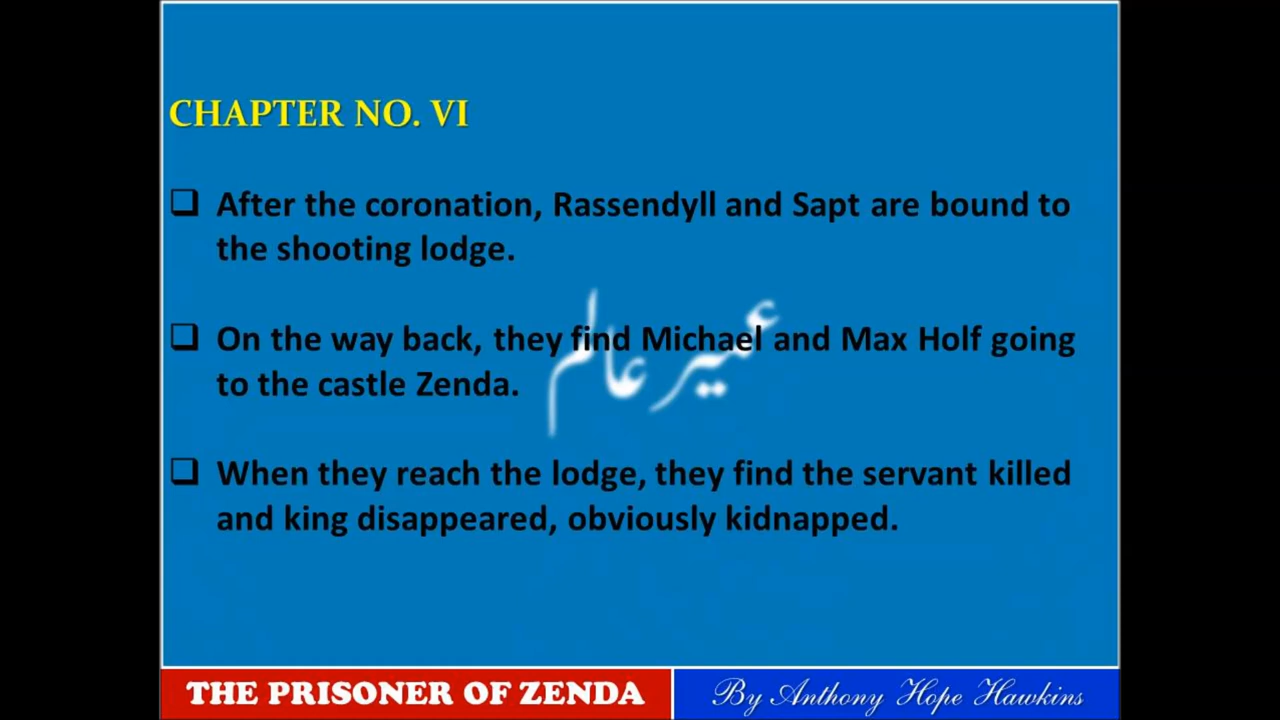 CHAPTER NO. VI
After the coronation, Rassendyll and Sapt are bound to
the shooting lodge.
On the way back, they find Michael and Max Holf going
to the castle Zenda.
عمیر عالم
When they reach the lodge, they find the servant killed
and king disappeared, obviously kidnapped.
THE PRISONER OF ZENDA
By Anthony Hope Hawkins